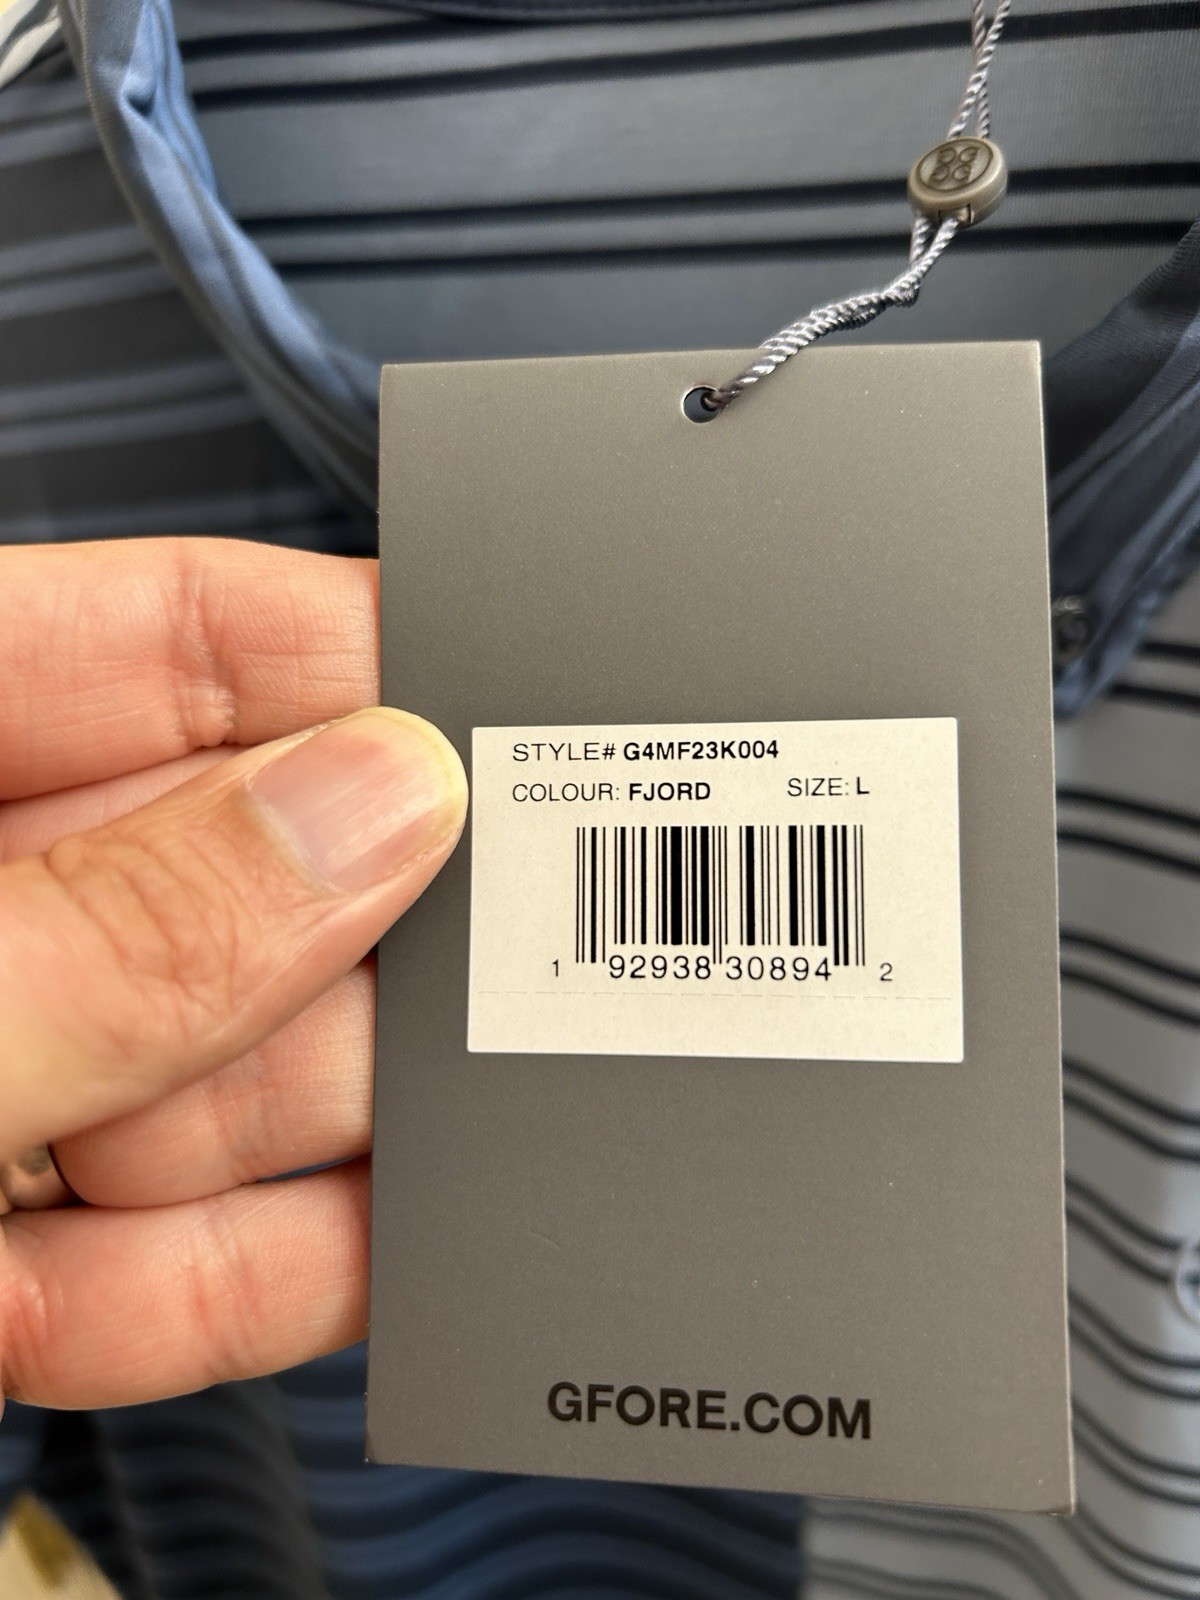 STYLE# G4MF23K004
COLOUR: FJORD SIZE: L
1 92938 30894 2
GFORE.COM